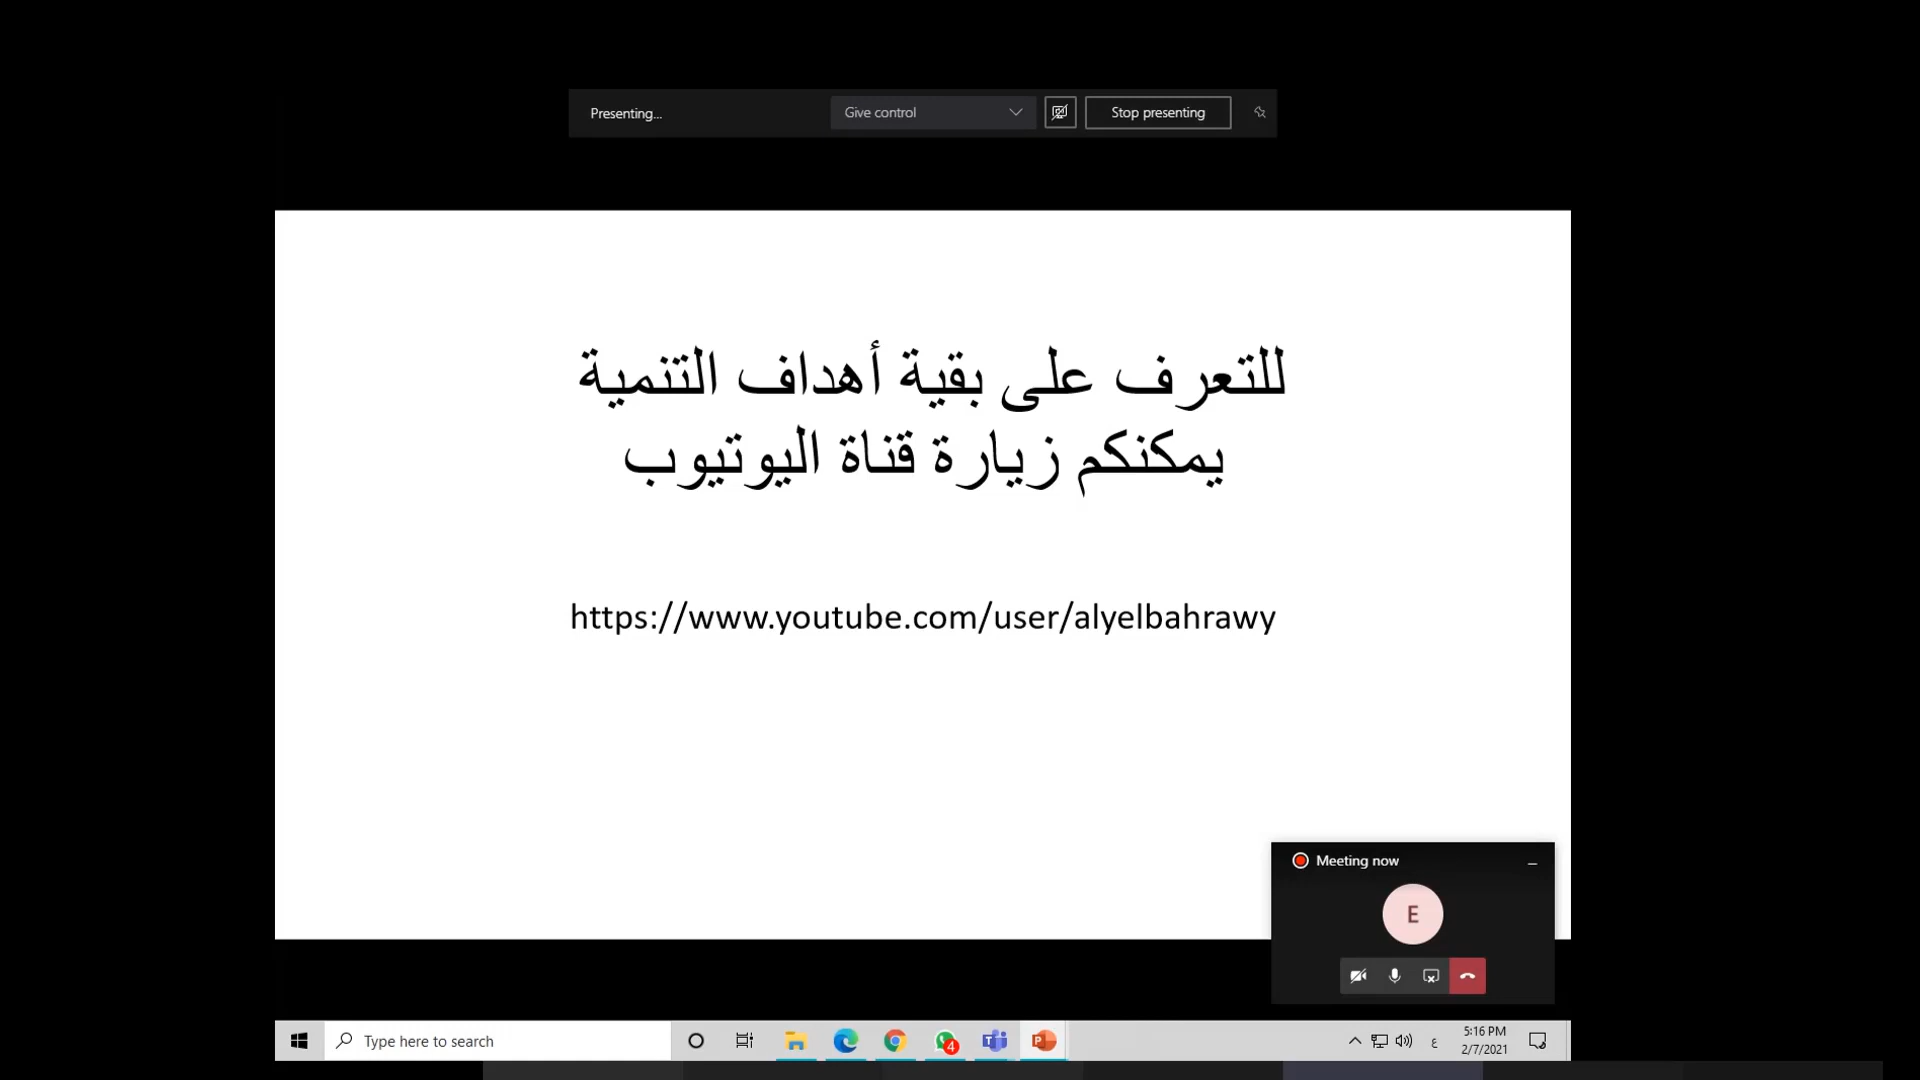 Presenting...
Give control
Stop presenting
للتعرف على بقية أهداف التنمية
يمكنكم زيارة قناة اليوتيوب
https://www.youtube.com/user/alyelbahrawy
Meeting now
E
Type here to search
4
ع
5:16 PM
2/7/2021